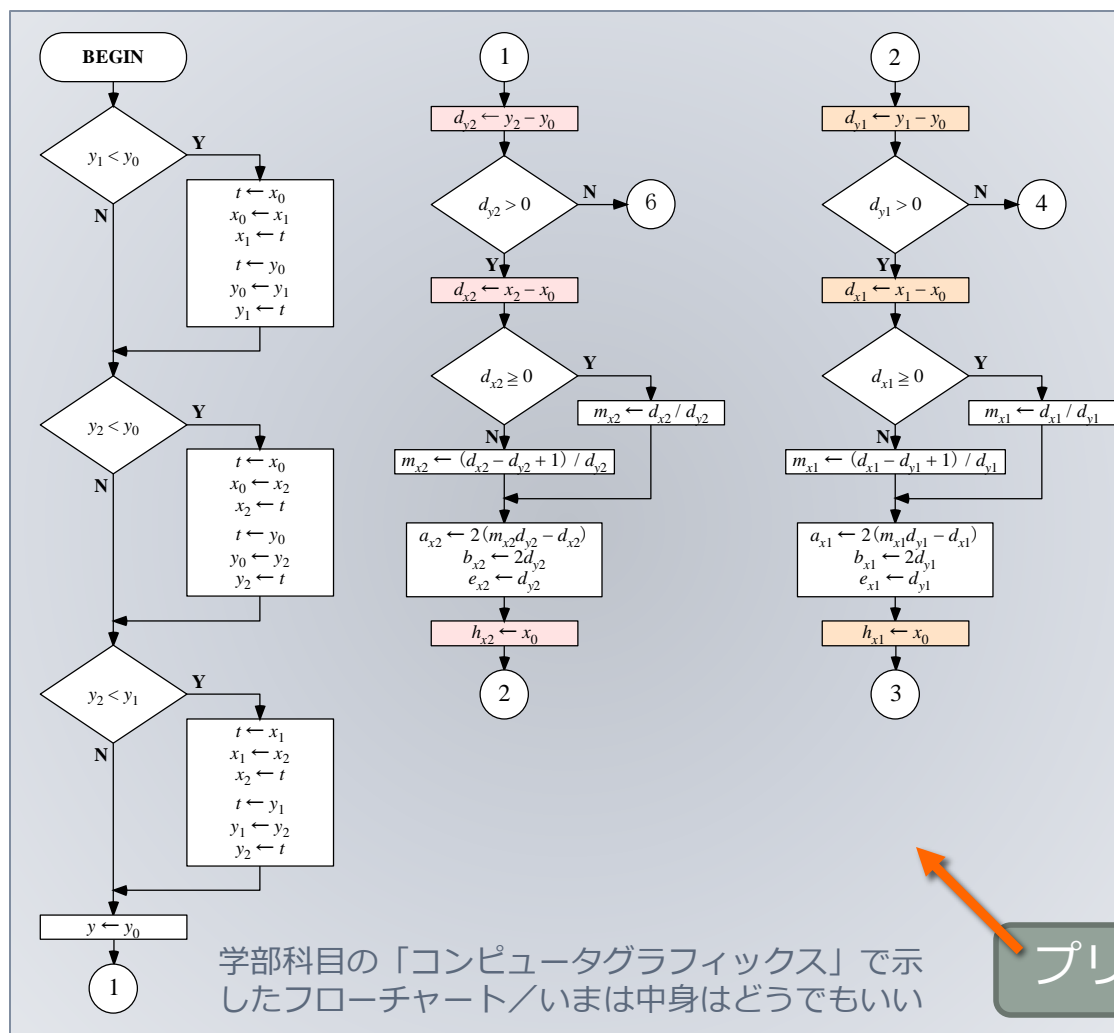 BEGIN
y₁ < y₀
Y
N
t ← x₀
x₀ ← x₁
x₁ ← t
t ← y₀
y₀ ← y₁
y₁ ← t
y₂ < y₀
Y
N
t ← x₀
x₀ ← x₂
x₂ ← t
t ← y₀
y₀ ← y₂
y₂ ← t
y₂ < y₁
Y
N
t ← x₁
x₁ ← x₂
x₂ ← t
t ← y₁
y₁ ← y₂
y₂ ← t
y ← y₀
1
1
d_y2 ← y₂ − y₀
d_y2 > 0
N
6
Y
d_x2 ← x₂ − x₀
d_x2 ≧ 0
Y
m_x2 ← d_x2 / d_y2
N
m_x2 ← (d_x2 − d_y2 + 1) / d_y2
a_x2 ← 2(m_x2d_y2 − d_x2)
b_x2 ← 2d_y2
e_x2 ← d_y2
h_x2 ← x₀
2
2
d_y1 ← y₁ − y₀
d_y1 > 0
N
4
Y
d_x1 ← x₁ − x₀
d_x1 ≧ 0
Y
m_x1 ← d_x1 / d_y1
N
m_x1 ← (d_x1 − d_y1 + 1) / d_y1
a_x1 ← 2(m_x1d_y1 − d_x1)
b_x1 ← 2d_y1
e_x1 ← d_y1
h_x1 ← x₀
3
学部科目の「コンピュータグラフィックス」で示
したフローチャート／いまは中身はどうでもいい
プリ